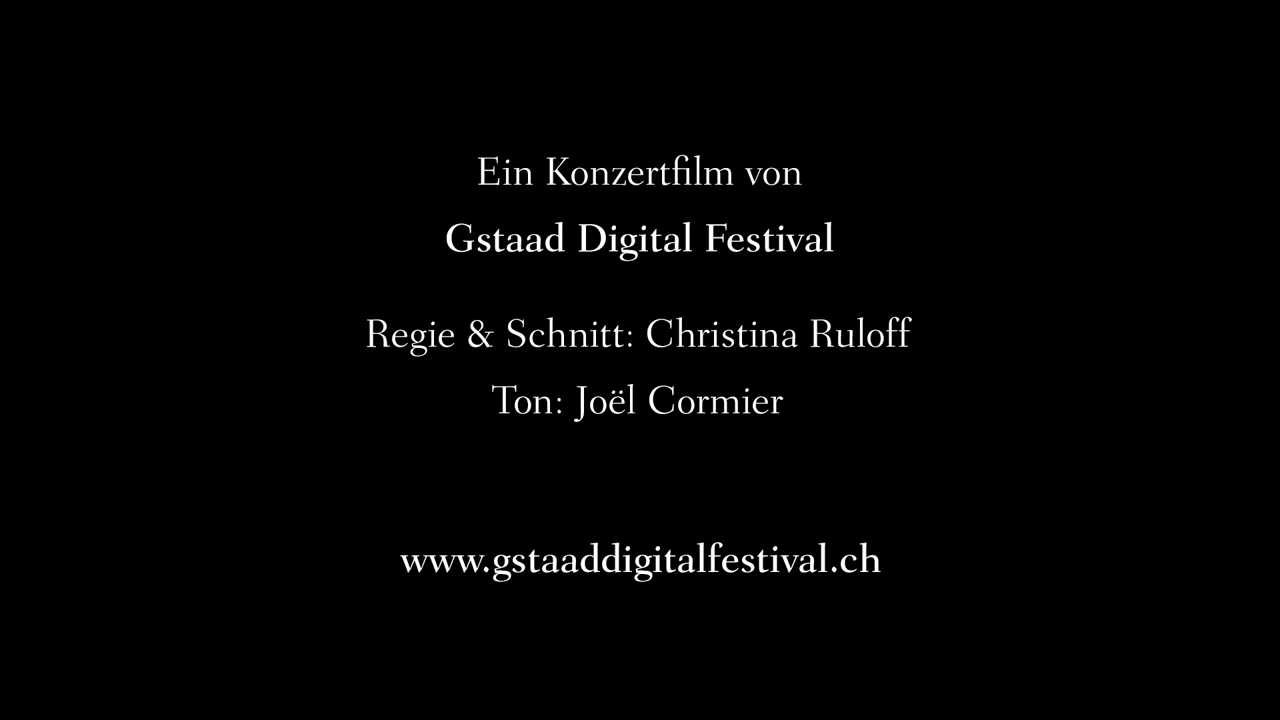 Ein Konzertfilm von
Gstaad Digital Festival
Regie & Schnitt: Christina Ruloff
Ton: Joël Cormier
www.gstaaddigitalfestival.ch